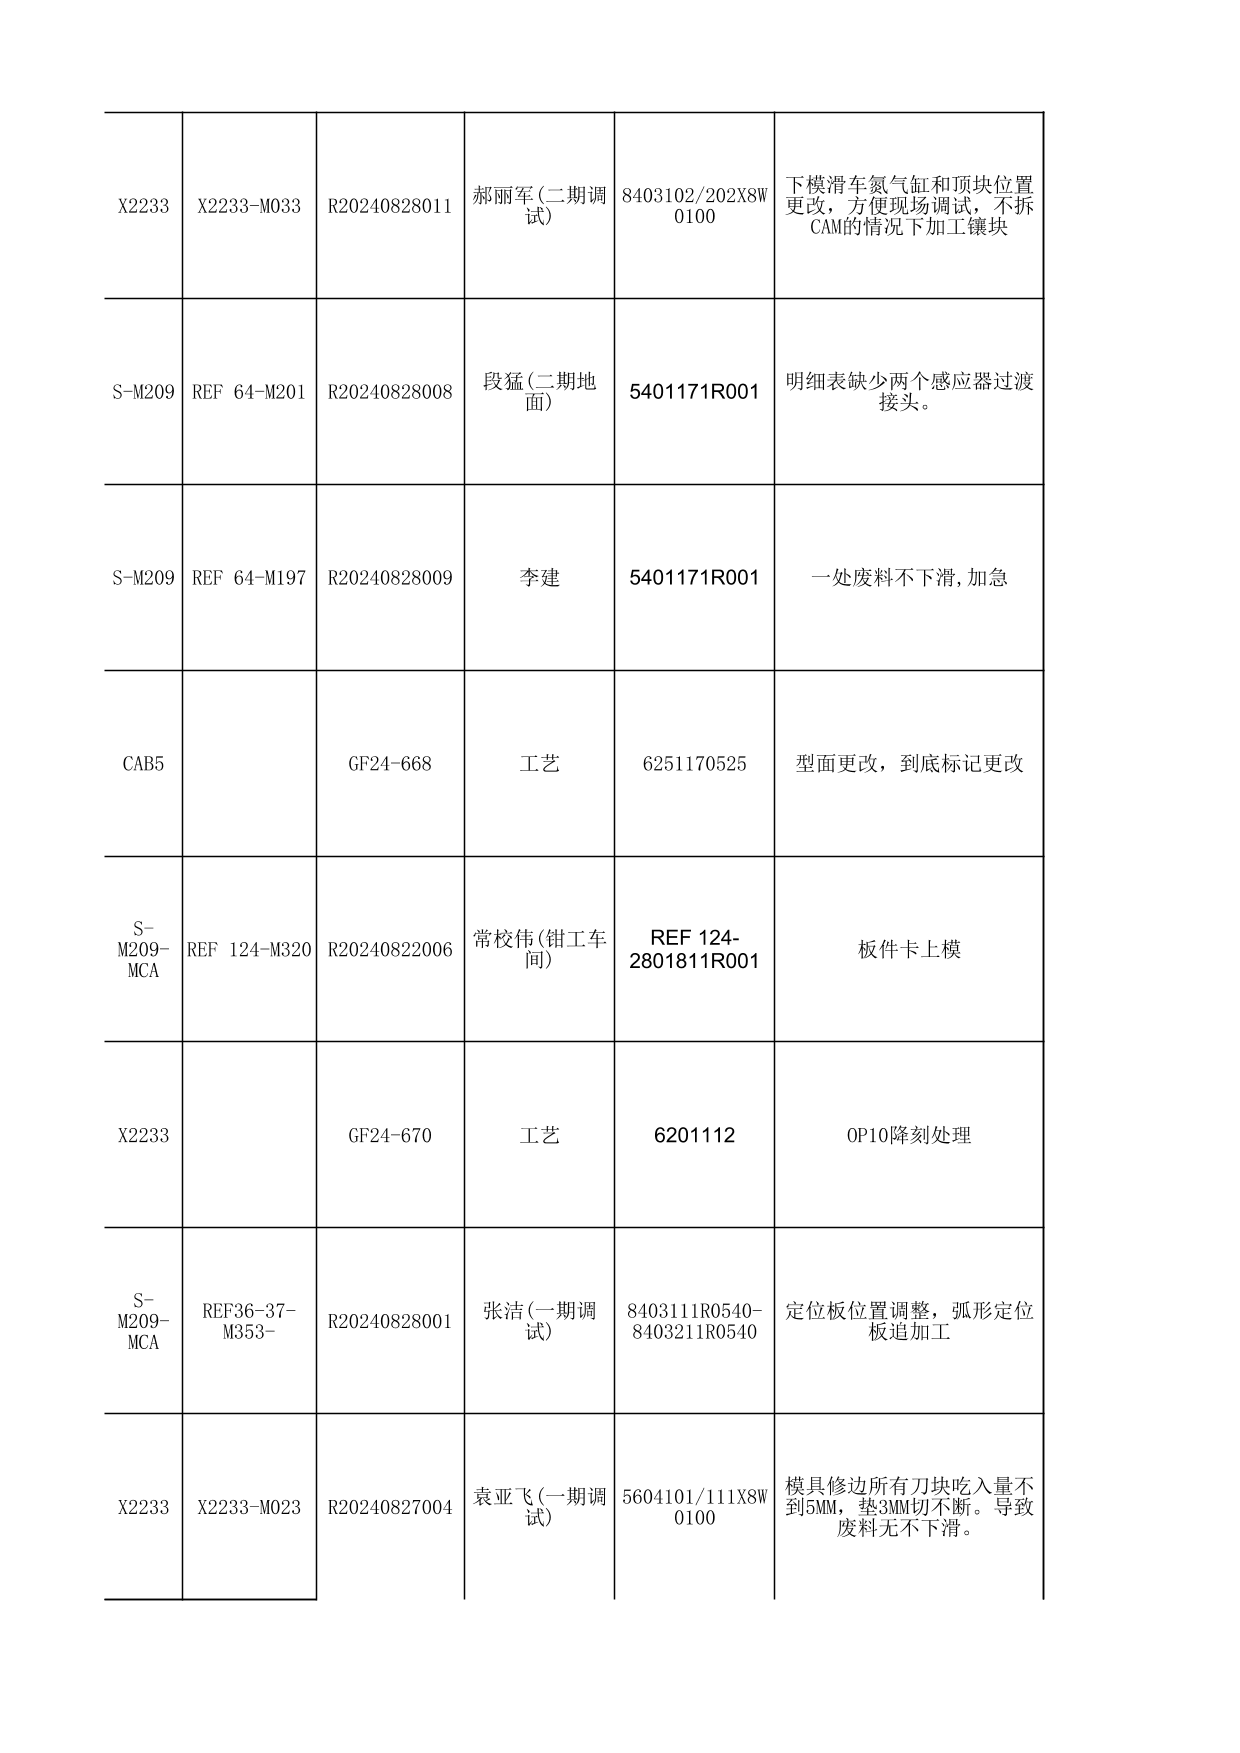 X2233
X2233-M033
R20240828011
郝丽军(二期调
试)
8403102/202X8W
0100
下模滑车氮气缸和顶块位置
更改，方便现场调试，不拆
CAM的情况下加工镶块
S-M209
REF 64-M201
R20240828008
段猛(二期地
面)
5401171R001
明细表缺少两个感应器过渡
接头。
S-M209
REF 64-M197
R20240828009
李建
5401171R001
一处废料不下滑,加急
CAB5
GF24-668
工艺
6251170525
型面更改，到底标记更改
S-
M209-
MCA
REF 124-M320
R20240822006
常校伟(钳工车
间)
REF 124-
2801811R001
板件卡上模
X2233
GF24-670
工艺
6201112
OP10降刻处理
S-
M209-
MCA
REF36-37-
M353-
R20240828001
张洁(一期调
试)
8403111R0540-
8403211R0540
定位板位置调整，弧形定位
板追加工
X2233
X2233-M023
R20240827004
袁亚飞(一期调
试)
5604101/111X8W
0100
模具修边所有刀块吃入量不
到5MM，垫3MM切不断。导致
废料无不下滑。